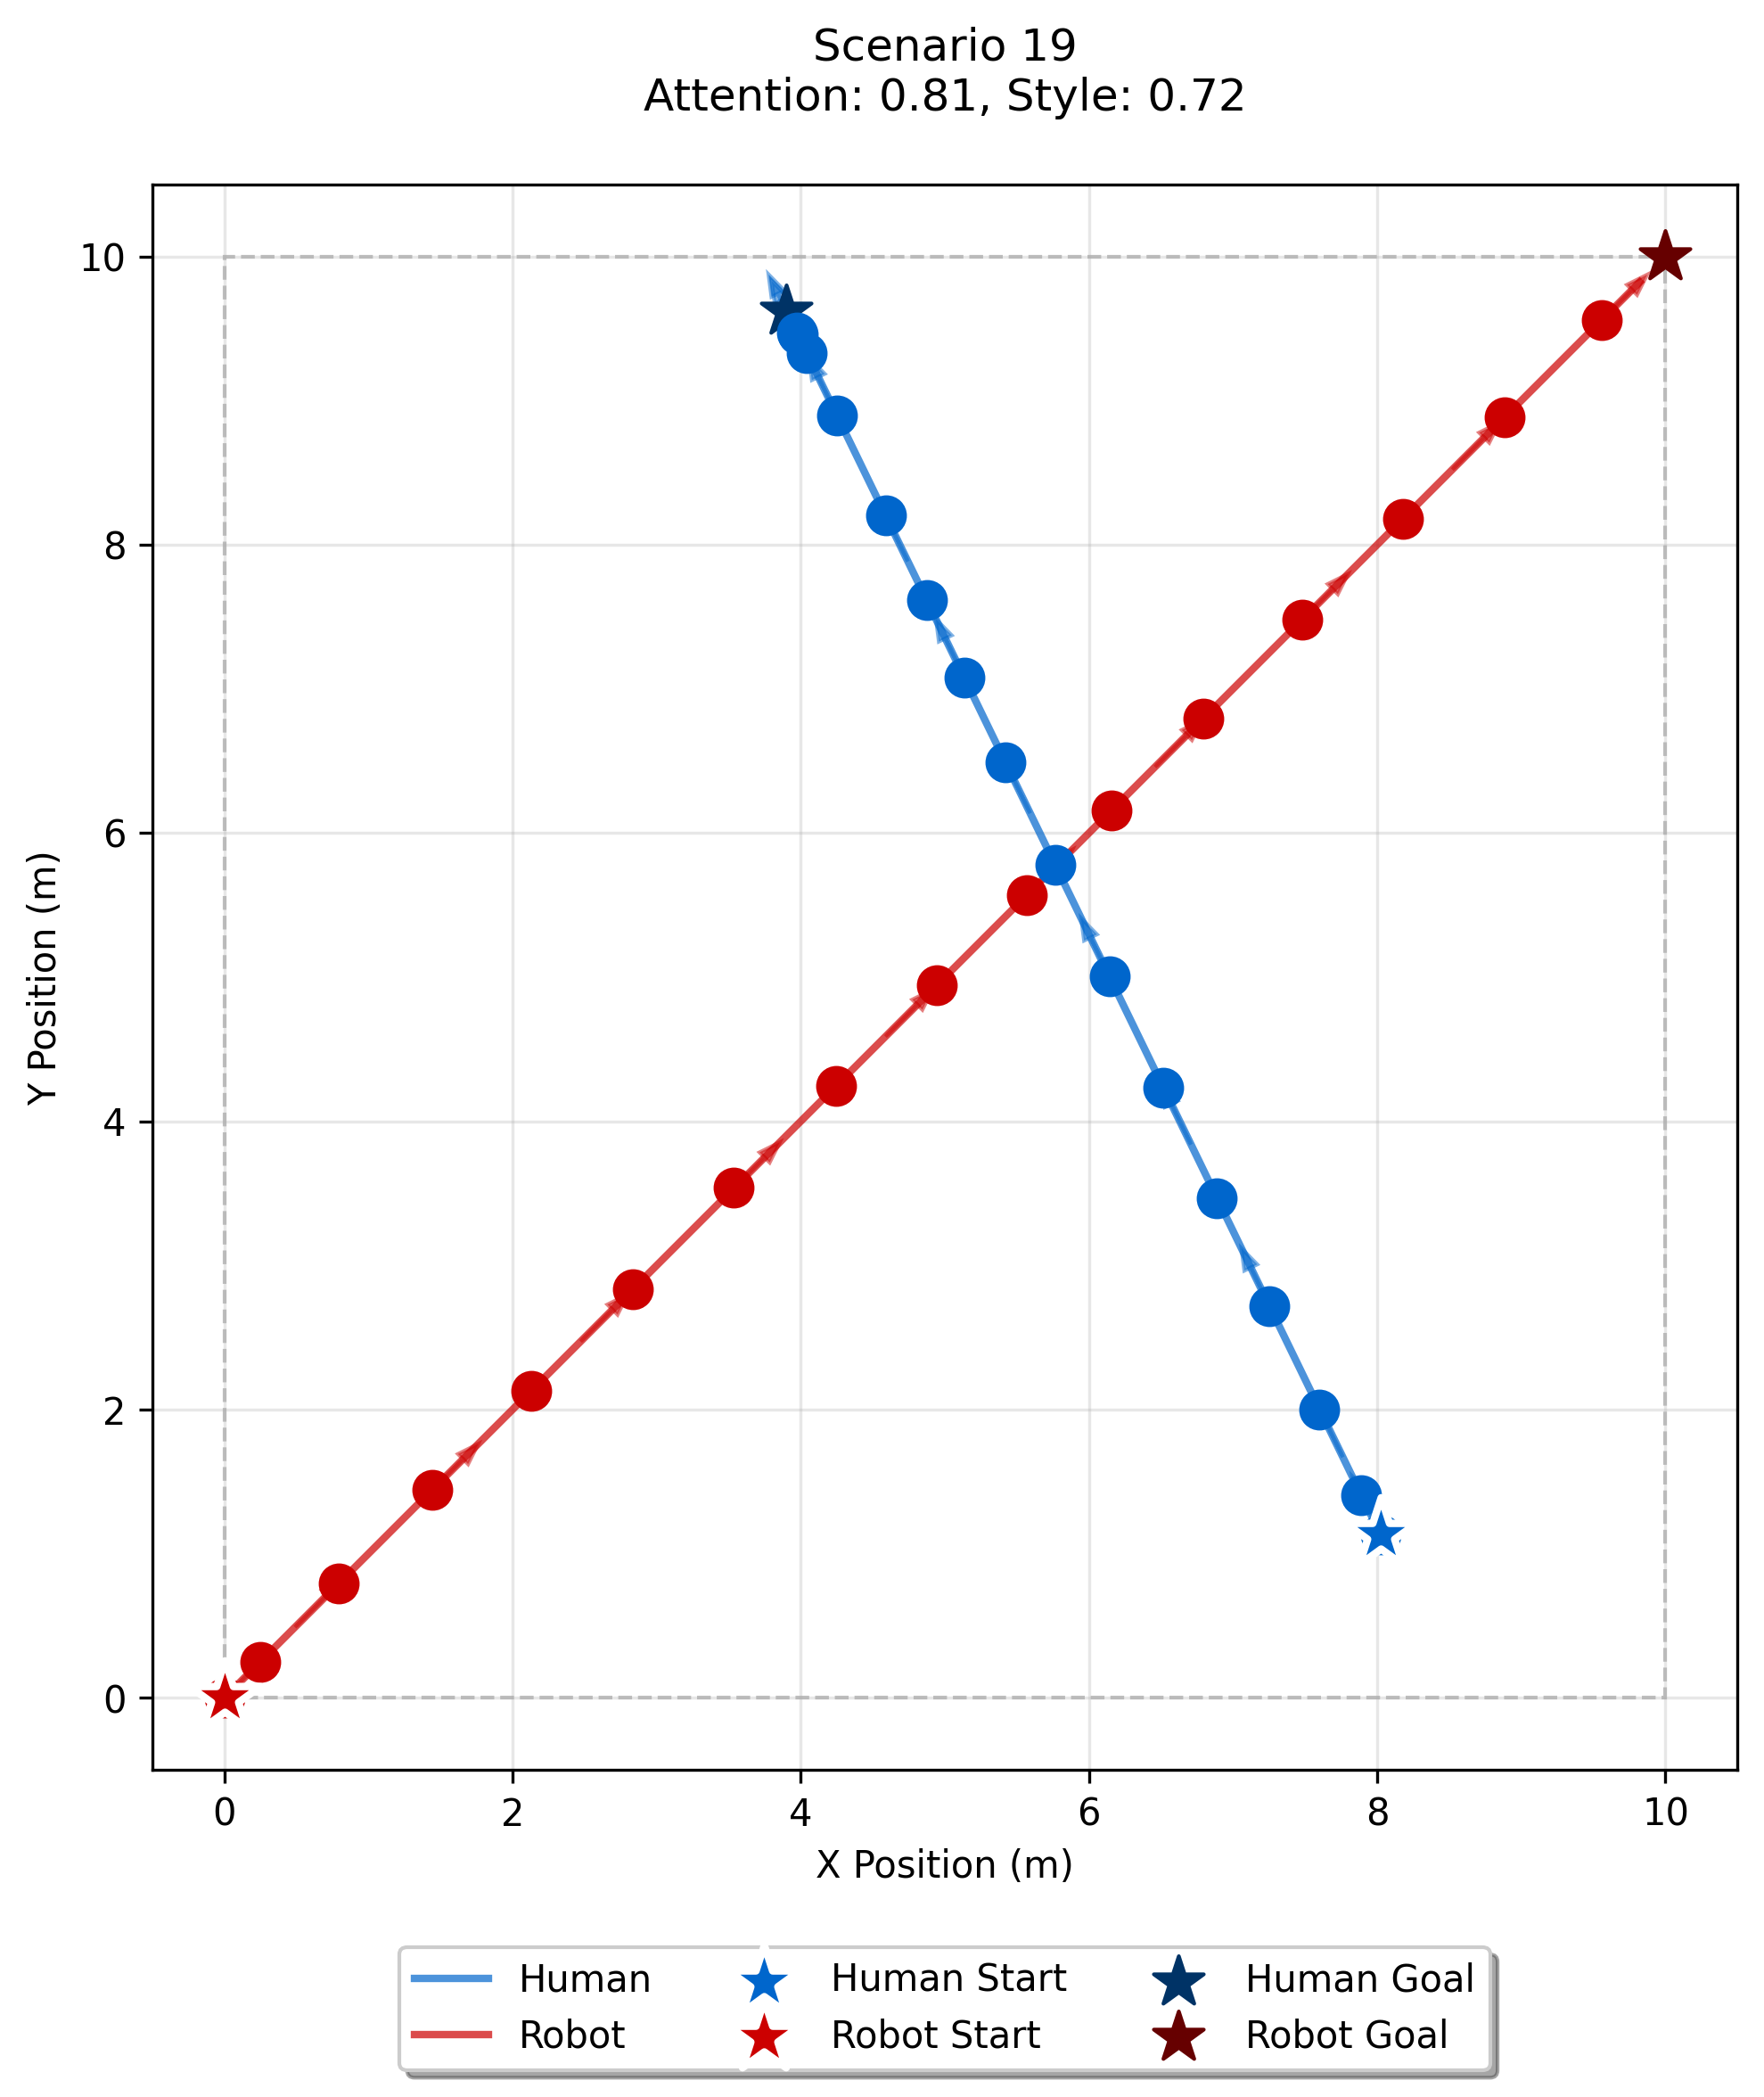 Scenario 19
Attention: 0.81, Style: 0.72
10
8
6
4
2
0
Y Position (m)
0 2 4 6 8 10
X Position (m)
Human Human Start Human Goal
Robot Robot Start Robot Goal